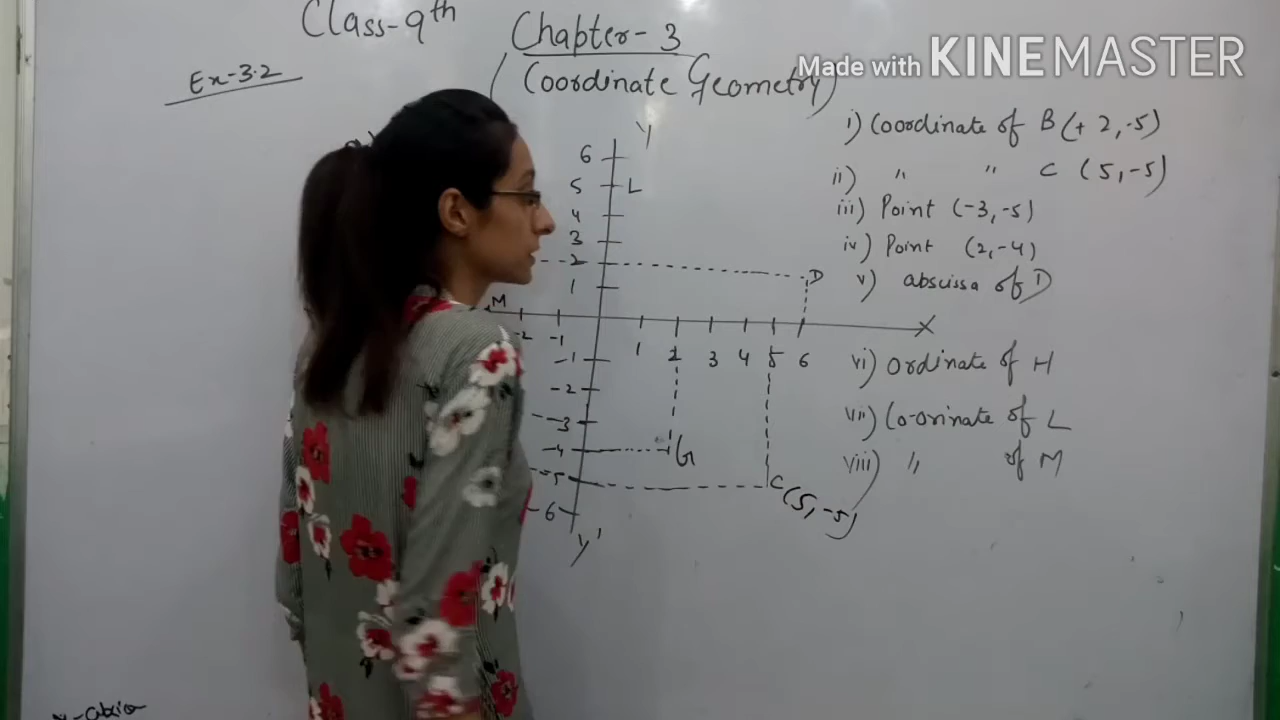 Class-9th
Chapter-3
(Coordinate Geometry)
Made with KINEMASTER
Ex-3.2
i) Coordinate of B(+2,-5)
ii) " " C (5,-5)
iii) Point (-3,-5)
iv) Point (2,-4)
v) abscissa of D
vi) Ordinate of H
vii) Co-orinate of L
viii) " of M
Y
6
5 L
4
3
2
D
1
M
X
-2 -1
1 2 3 4 5 6
-1
-2
-3
-4
G
-5
C (5,-5)
-6
Y'